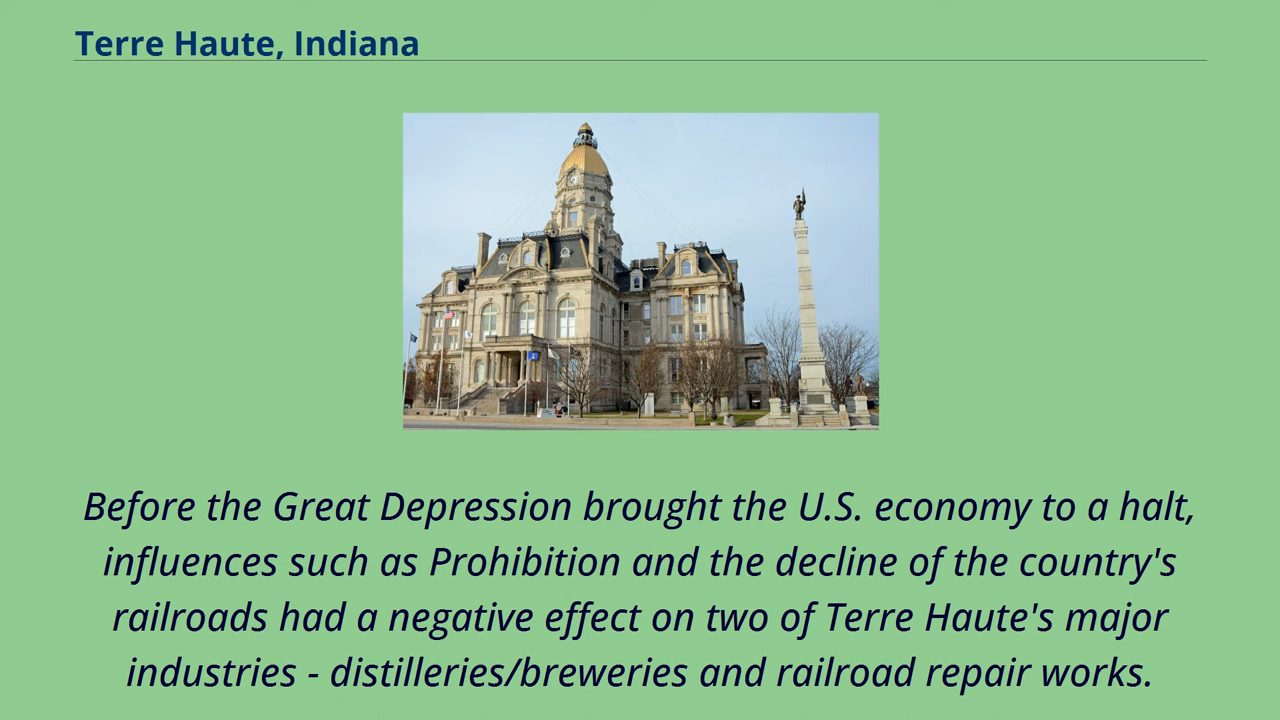 Terre Haute, Indiana
Before the Great Depression brought the U.S. economy to a halt,
influences such as Prohibition and the decline of the country's
railroads had a negative effect on two of Terre Haute's major
industries - distilleries/breweries and railroad repair works.